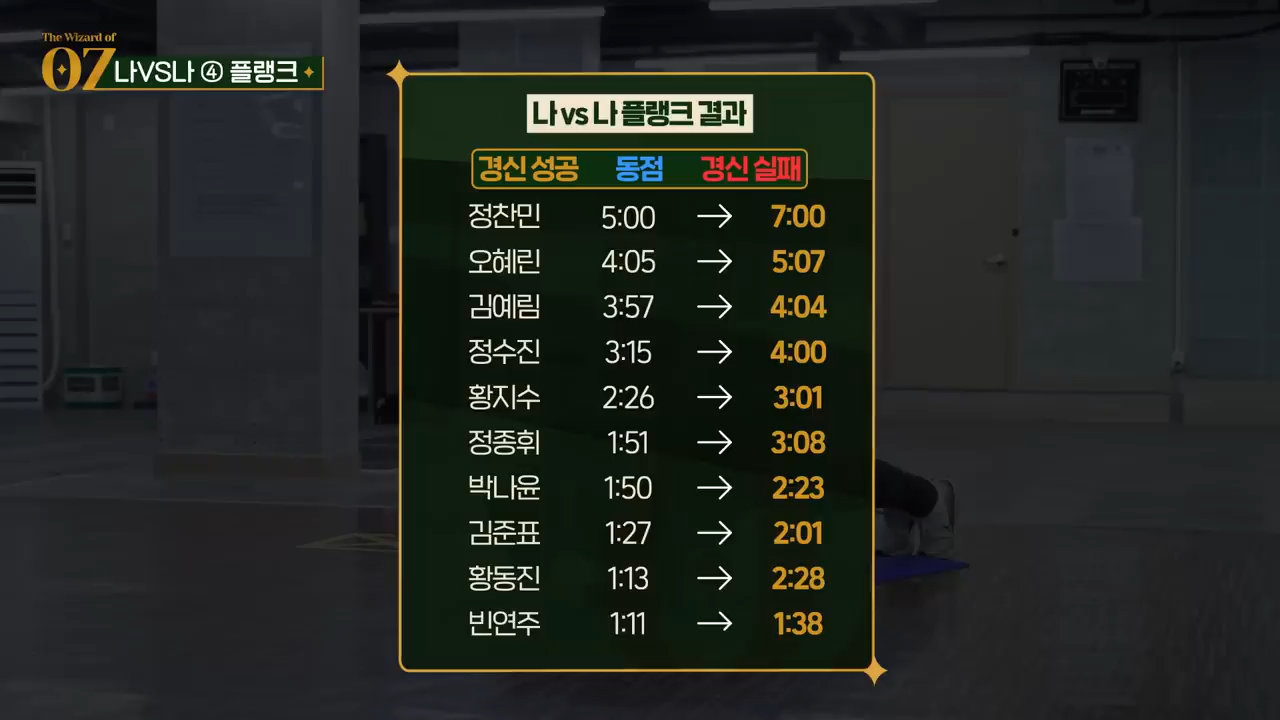 The Wizard of
OZ 나VS나 ④ 플랭크
나 vs 나 플랭크 결과
경신 성공 동점 경신 실패
정찬민 5:00 → 7:00
오혜린 4:05 → 5:07
김예림 3:57 → 4:04
정수진 3:15 → 4:00
황지수 2:26 → 3:01
정종휘 1:51 → 3:08
박나윤 1:50 → 2:23
김준표 1:27 → 2:01
황동진 1:13 → 2:28
빈연주 1:11 → 1:38